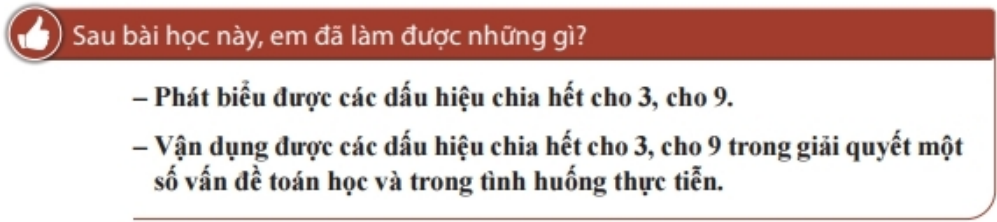 Sau bài học này, em đã làm được những gì?
– Phát biểu được các dấu hiệu chia hết cho 3, cho 9.
– Vận dụng được các dấu hiệu chia hết cho 3, cho 9 trong giải quyết một
số vấn đề toán học và trong tình huống thực tiễn.